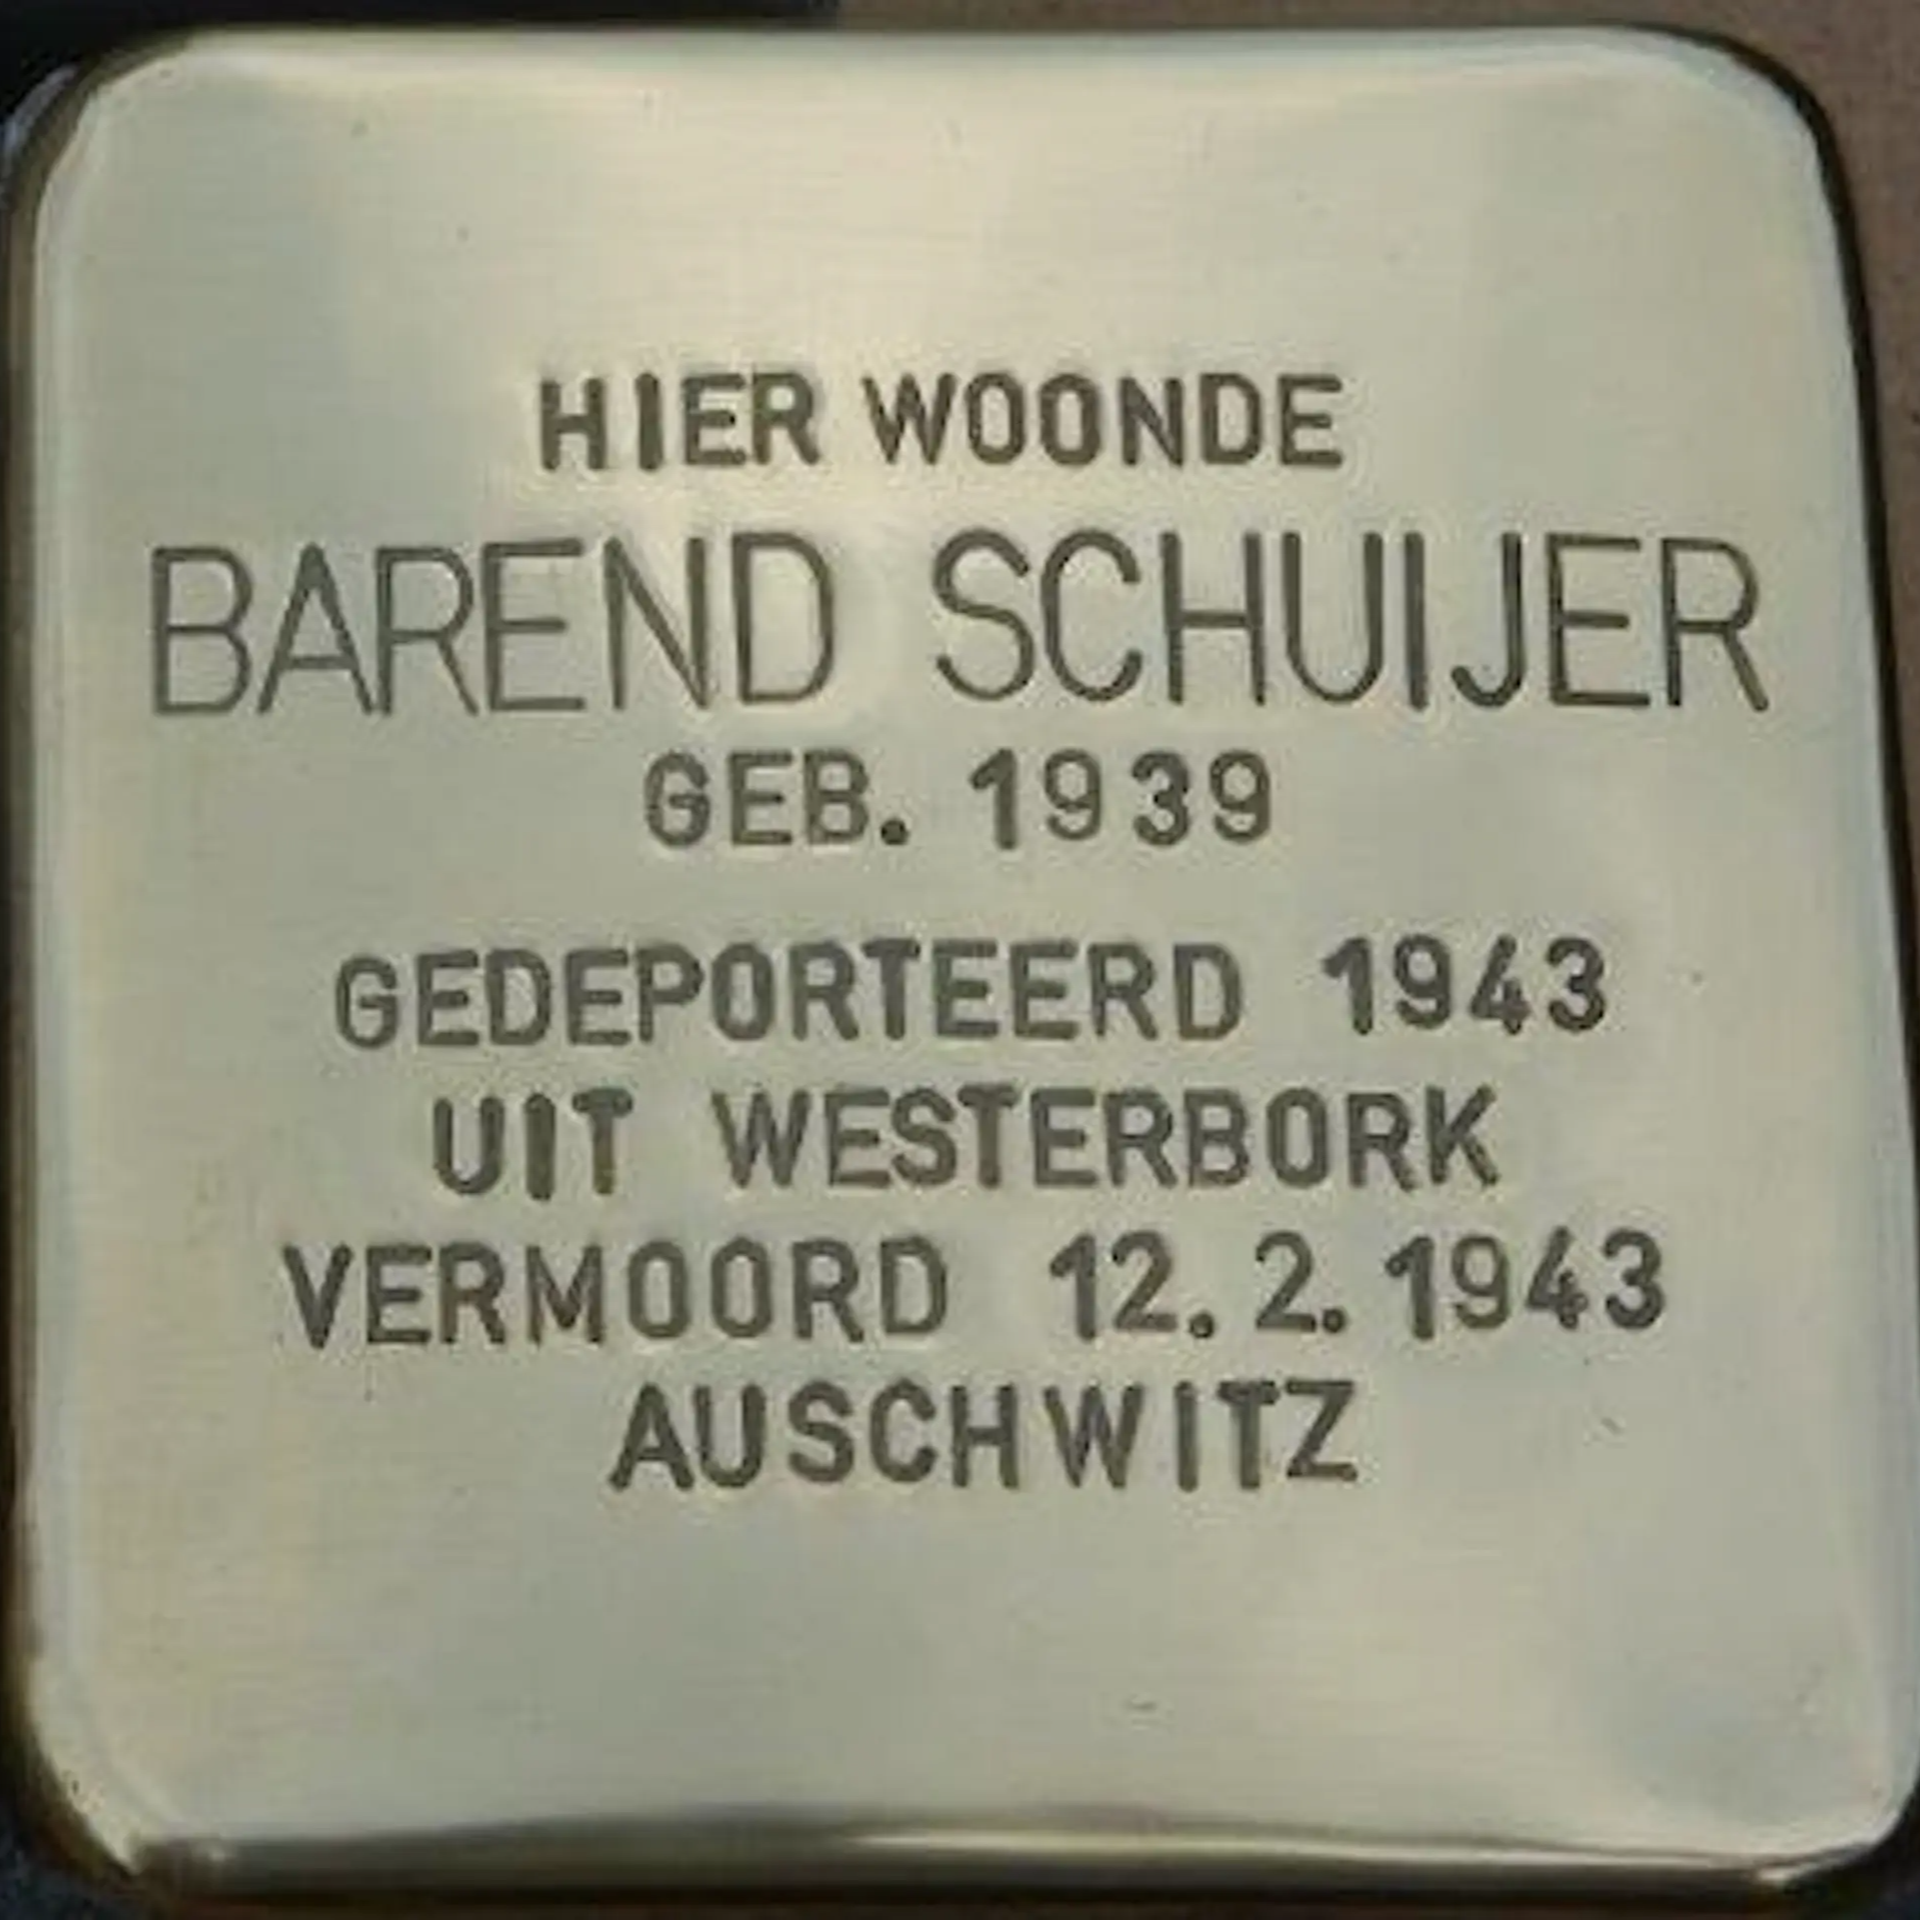 HIER WOONDE
BAREND SCHUIJER
GEB. 1939
GEDEPORTEERD 1943
UIT WESTERBORK
VERMOORD 12.2.1943
AUSCHWITZ